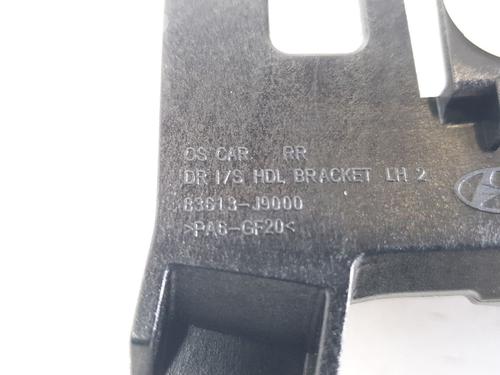 OS CAR. RR
DR I/S HDL BRACKET LH 2
83613-J9000
>PA6-GF20<